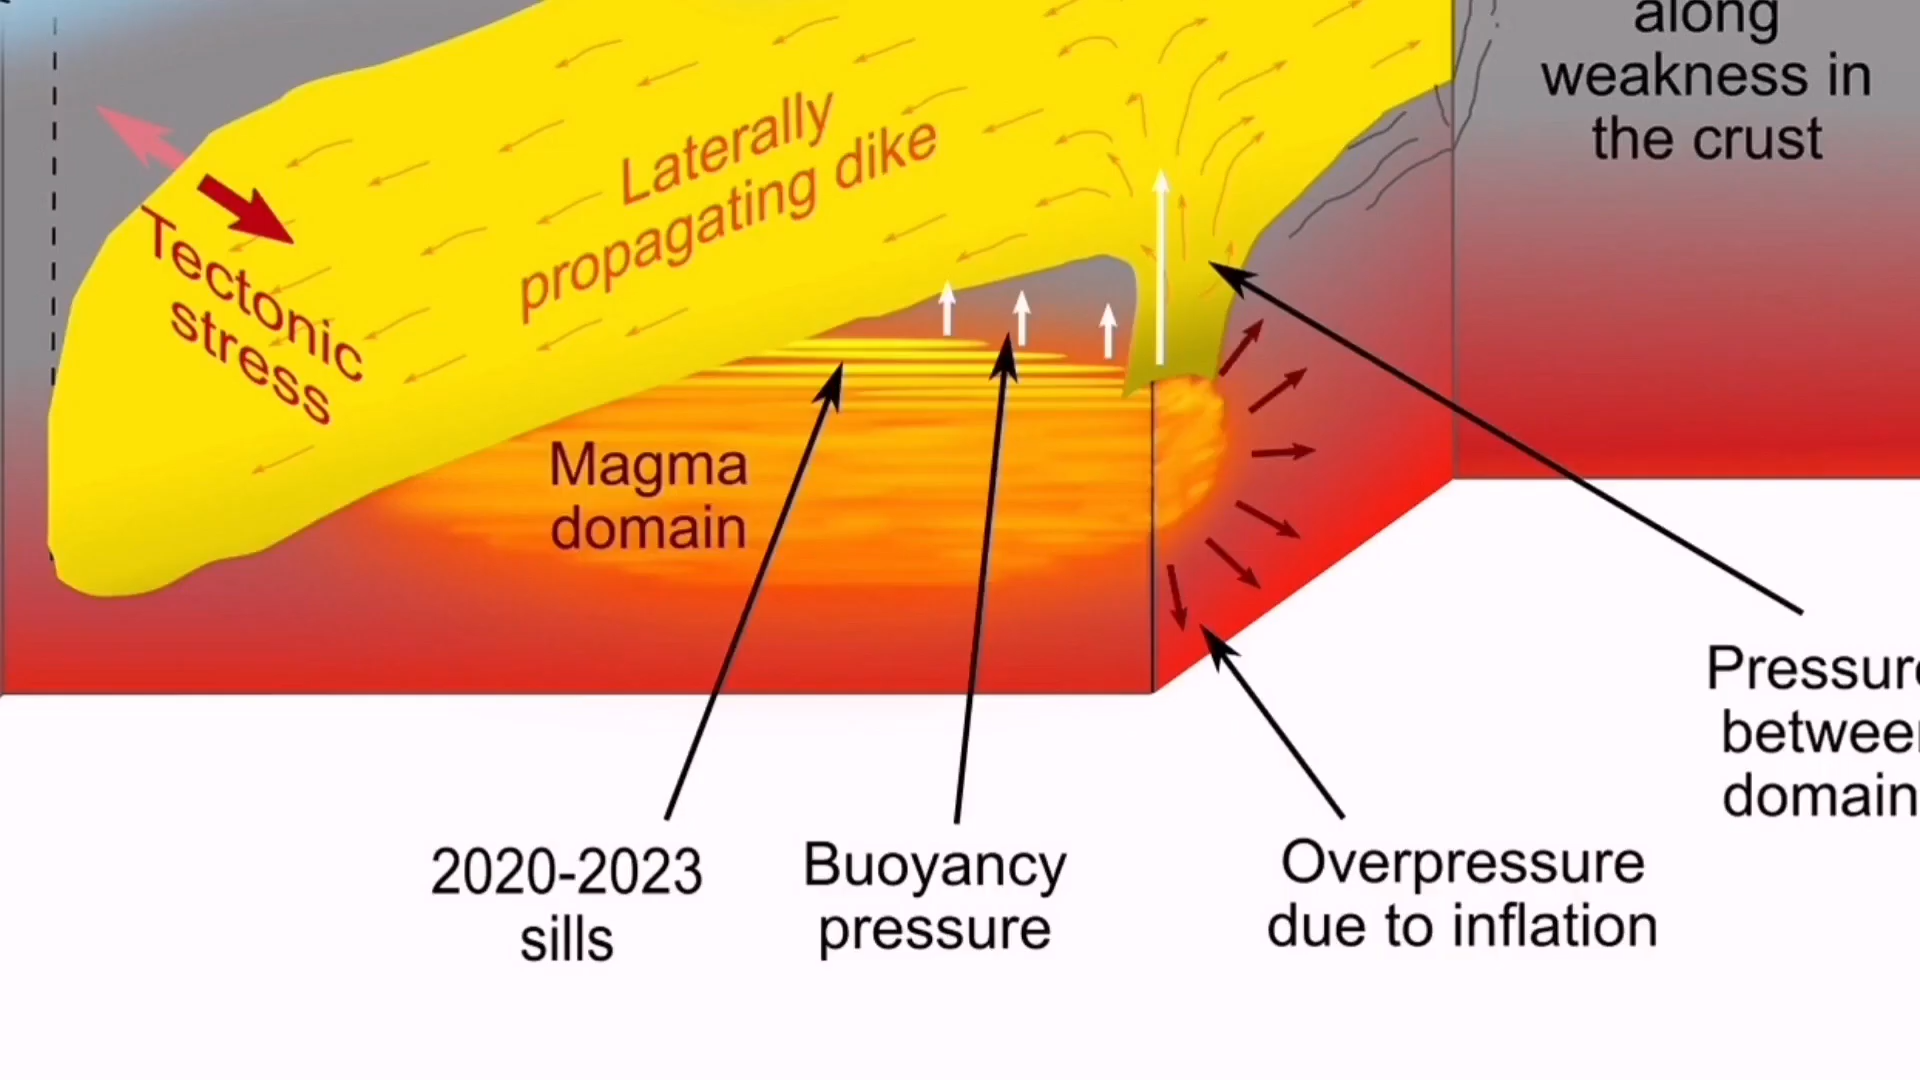 along
weakness in
the crust
Laterally
propagating dike
Tectonic
stress
Magma
domain
2020-2023
sills
Buoyancy
pressure
Overpressure
due to inflation